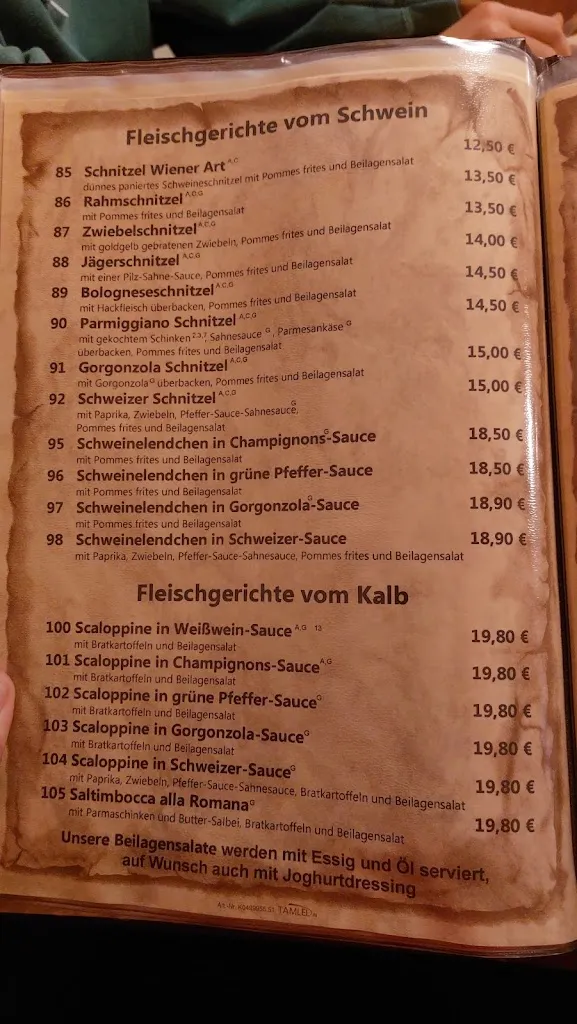 Fleischgerichte vom Schwein
85 Schnitzel Wiener Art A,C 12,50 €
dünnes paniertes Schweineschnitzel mit Pommes frites und Beilagensalat
86 Rahmschnitzel A,C,G 13,50 €
mit Pommes frites und Beilagensalat
87 Zwiebelschnitzel A,C,G 13,50 €
mit goldgelb gebratenen Zwiebeln, Pommes frites und Beilagensalat
88 Jägerschnitzel A,C,G 14,00 €
mit einer Pilz-Sahne-Sauce, Pommes frites und Beilagensalat
89 Bologneseschnitzel A,C,G 14,50 €
mit Hackfleisch überbacken, Pommes frites und Beilagensalat
90 Parmiggiano Schnitzel A,C,G 14,50 €
mit gekochtem Schinken 2,3,7, Sahnesauce G, Parmesankäse G
überbacken, Pommes frites und Beilagensalat
91 Gorgonzola Schnitzel A,C,G 15,00 €
mit Gorgonzola G überbacken, Pommes frites und Beilagensalat
92 Schweizer Schnitzel A,C,G 15,00 €
mit Paprika, Zwiebeln, Pfeffer-Sauce-Sahnesauce, G
Pommes frites und Beilagensalat
95 Schweinelendchen in Champignons-Sauce G 18,50 €
mit Pommes frites und Beilagensalat
96 Schweinelendchen in grüne Pfeffer-Sauce 18,50 €
mit Pommes frites und Beilagensalat
97 Schweinelendchen in Gorgonzola-Sauce G 18,90 €
mit Pommes frites und Beilagensalat
98 Schweinelendchen in Schweizer-Sauce 18,90 €
mit Paprika, Zwiebeln, Pfeffer-Sauce-Sahnesauce, Pommes frites und Beilagensalat
Fleischgerichte vom Kalb
100 Scaloppine in Weißwein-Sauce A,G 13 19,80 €
mit Bratkartoffeln und Beilagensalat
101 Scaloppine in Champignons-Sauce A,G 19,80 €
mit Bratkartoffeln und Beilagensalat
102 Scaloppine in grüne Pfeffer-Sauce G 19,80 €
mit Bratkartoffeln und Beilagensalat
103 Scaloppine in Gorgonzola-Sauce G 19,80 €
mit Bratkartoffeln und Beilagensalat
104 Scaloppine in Schweizer-Sauce G 19,80 €
mit Paprika, Zwiebeln, Pfeffer-Sauce-Sahnesauce, Bratkartoffeln und Beilagensalat
105 Saltimbocca alla Romana G 19,80 €
mit Parmaschinken und Butter-Salbei, Bratkartoffeln und Beilagensalat
Unsere Beilagensalate werden mit Essig und Öl serviert,
auf Wunsch auch mit Joghurtdressing
Art.-Nr.